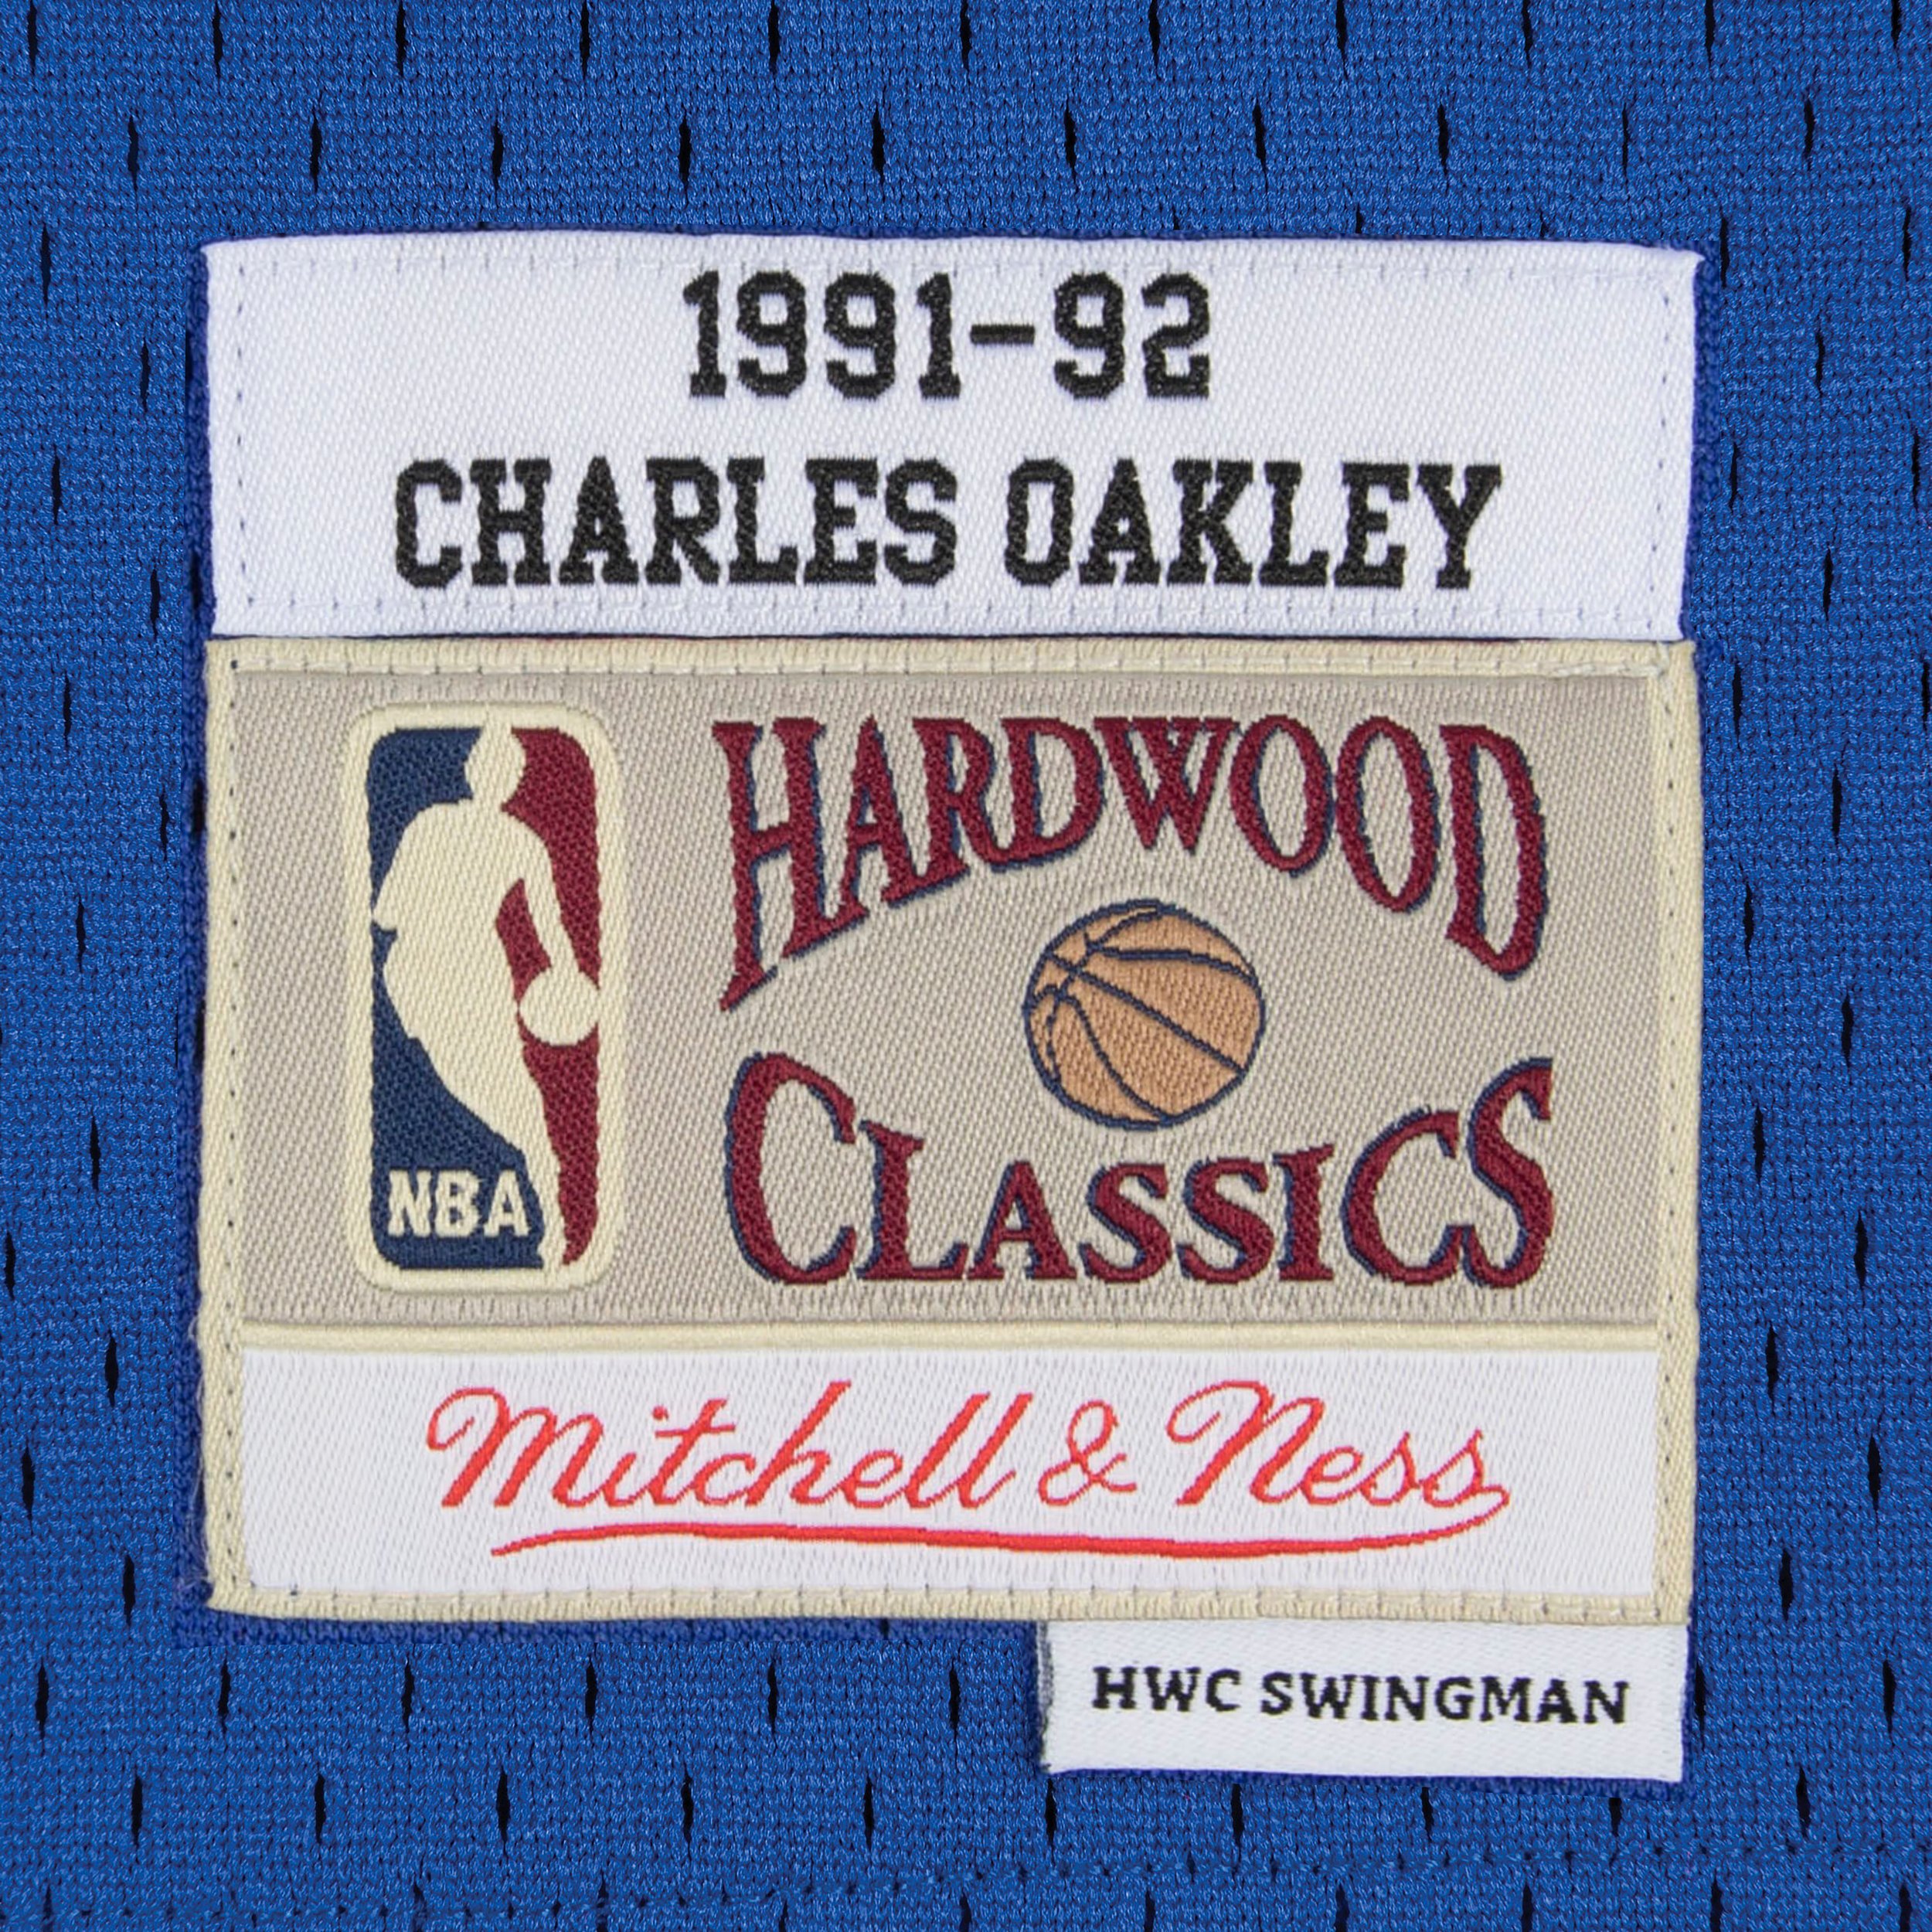 1991-92
CHARLES OAKLEY
HARDWOOD
CLASSICS
NBA
Mitchell & Ness
HWC SWINGMAN